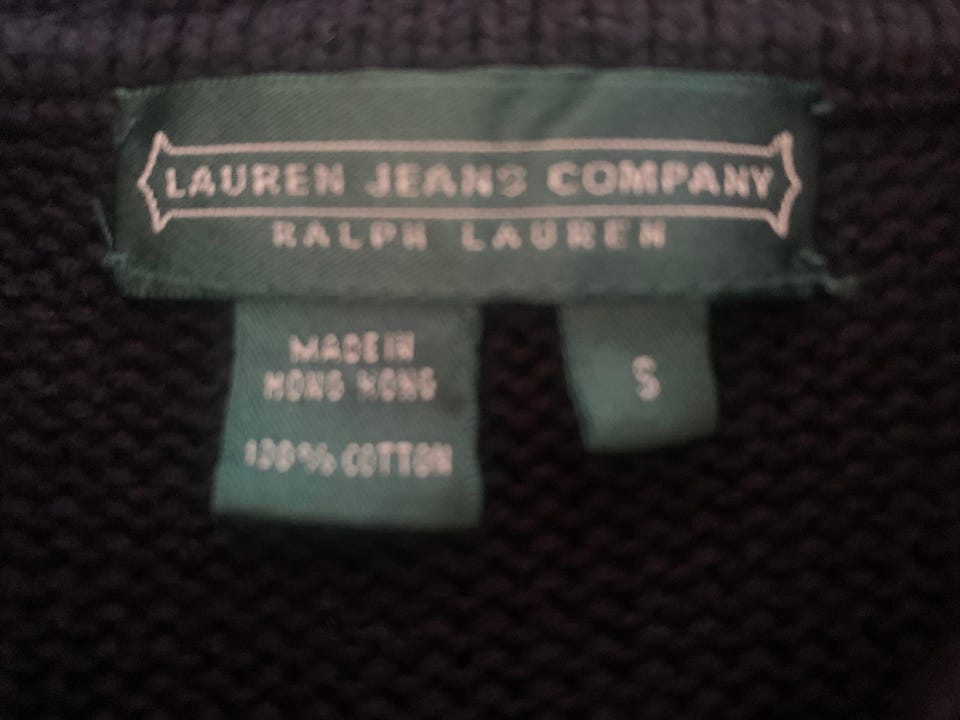 LAUREN JEANS COMPANY
RALPH LAUREN
MADE IN
HONG KONG
100% COTTON
S